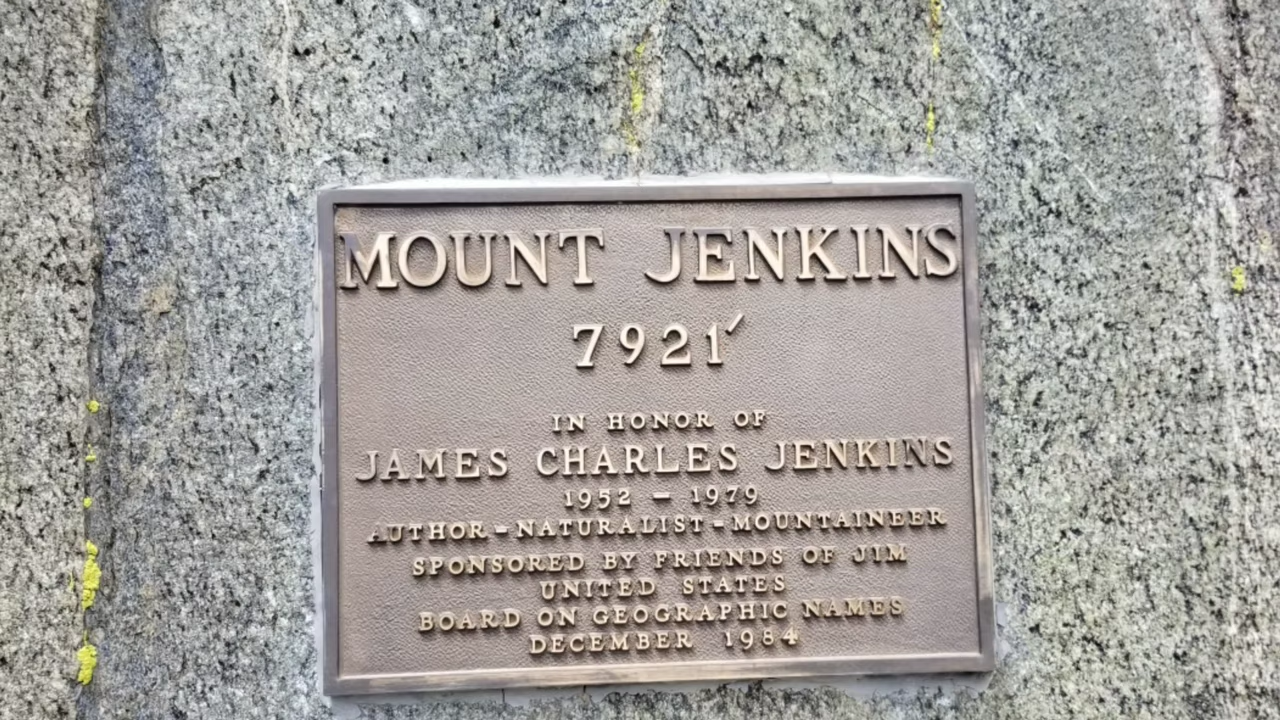 MOUNT JENKINS
7921′
IN HONOR OF
JAMES CHARLES JENKINS
1952 – 1979
AUTHOR – NATURALIST – MOUNTAINEER
SPONSORED BY FRIENDS OF JIM
UNITED STATES
BOARD ON GEOGRAPHIC NAMES
DECEMBER 1984